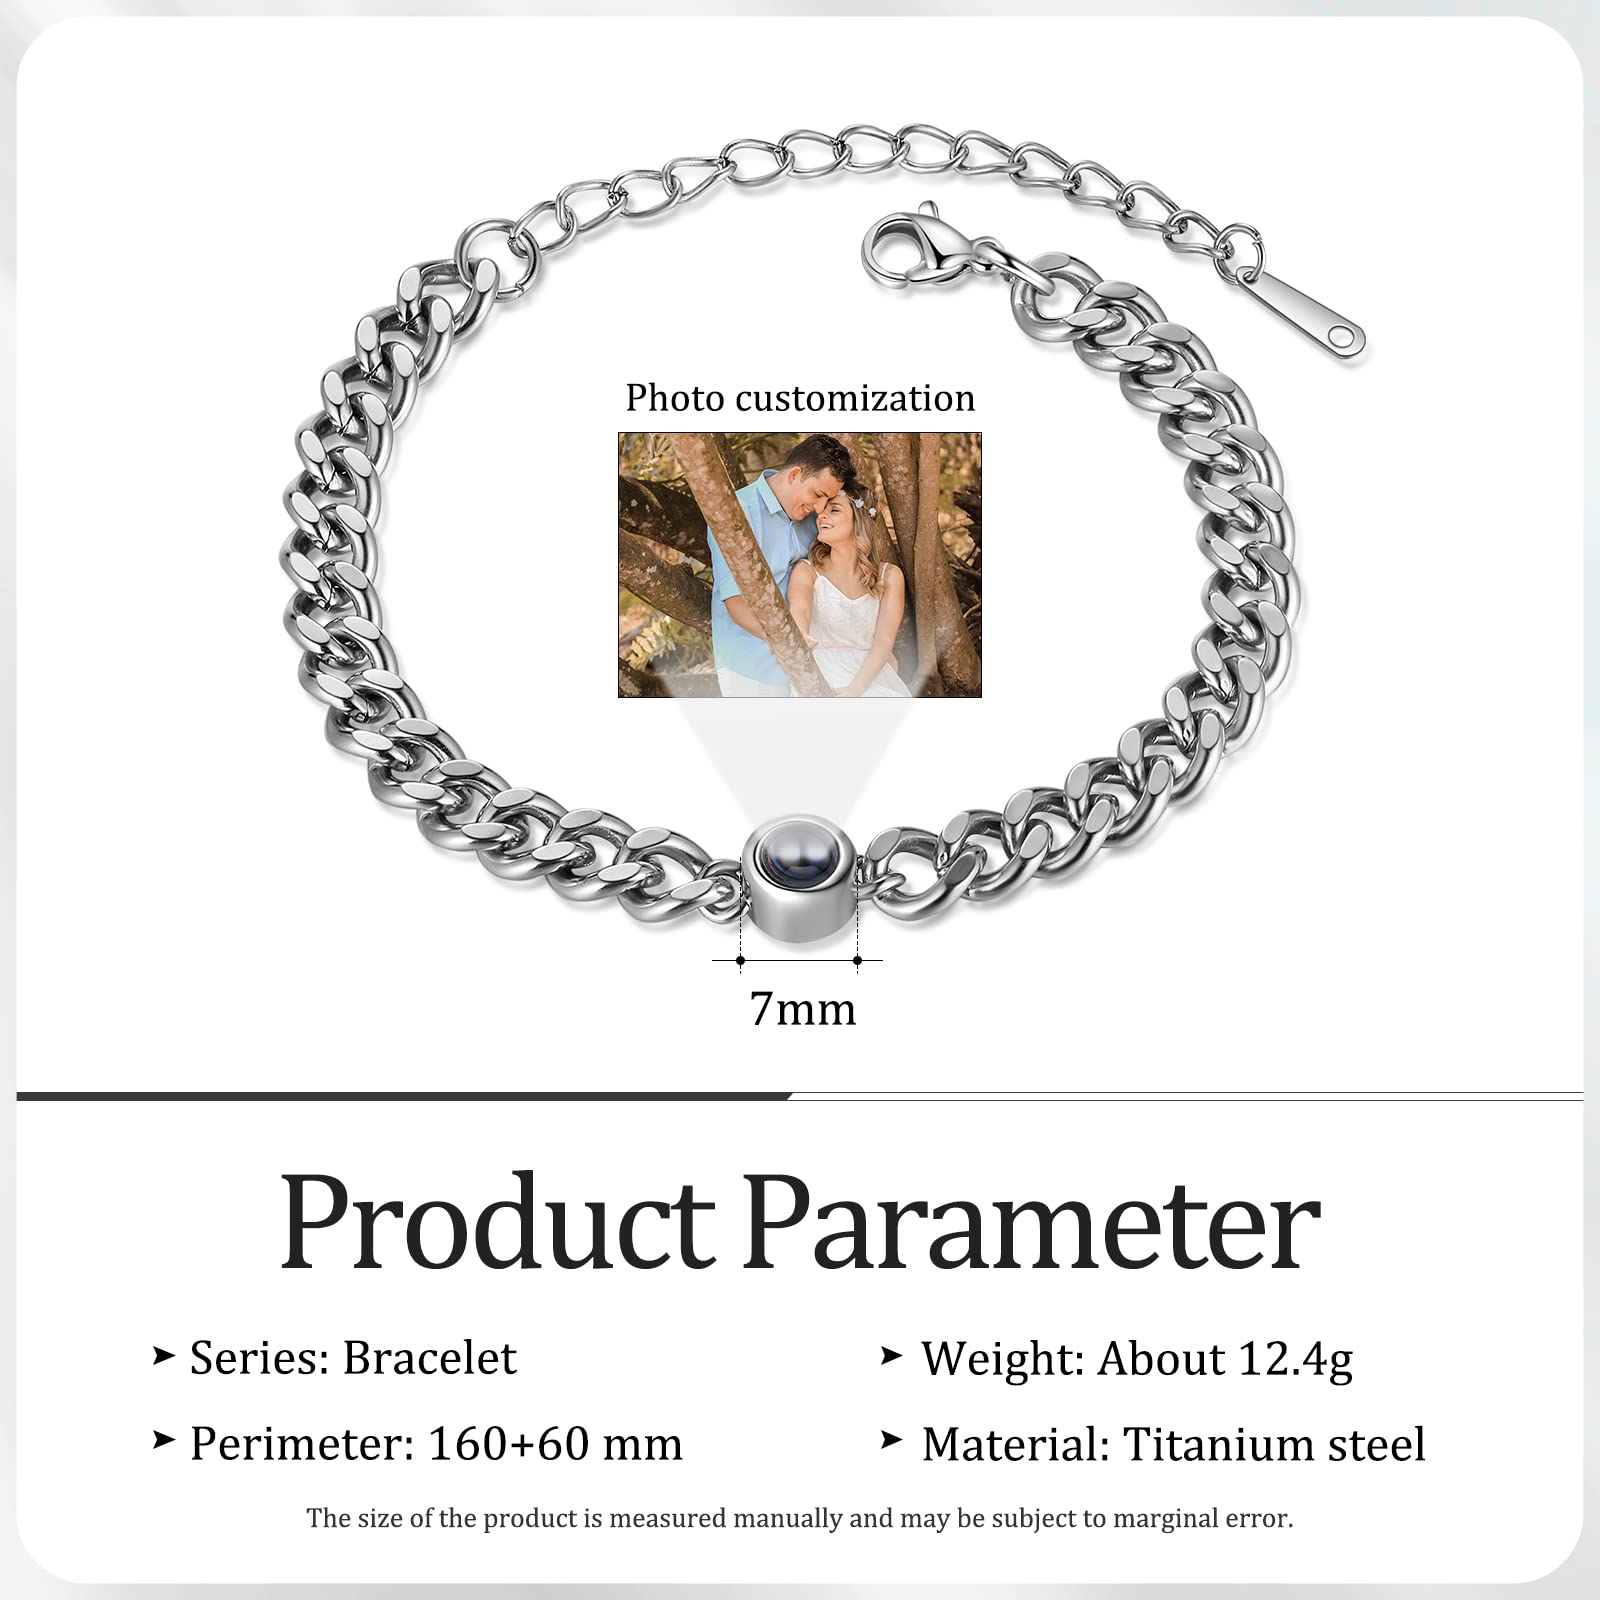 Photo customization
7mm
Product Parameter
➤ Series: Bracelet
➤ Weight: About 12.4g
➤ Perimeter: 160+60 mm
➤ Material: Titanium steel
The size of the product is measured manually and may be subject to marginal error.